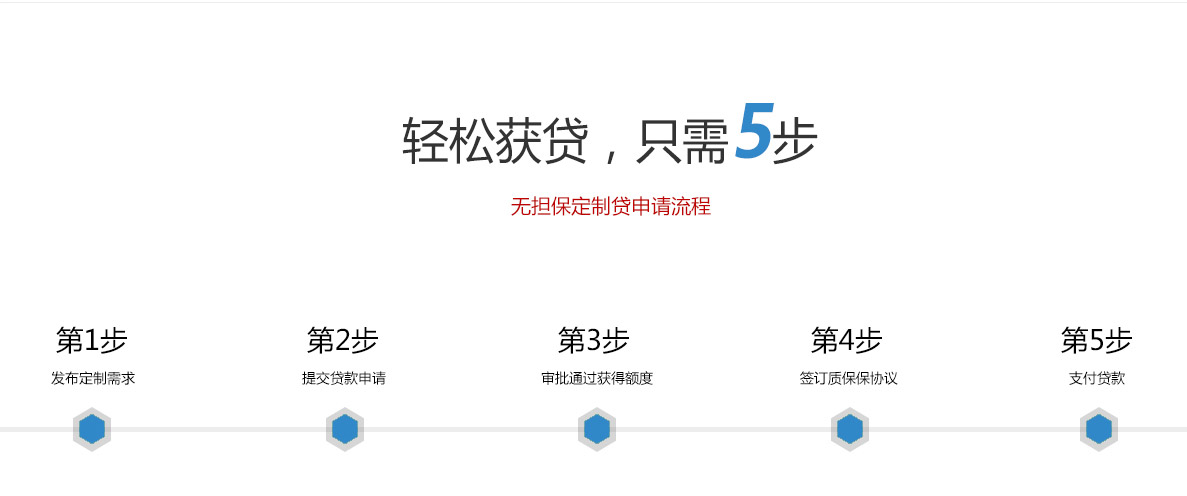 轻松获贷，只需5步
无担保定制贷申请流程
第1步
发布定制需求
第2步
提交贷款申请
第3步
审批通过获得额度
第4步
签订质保保协议
第5步
支付贷款